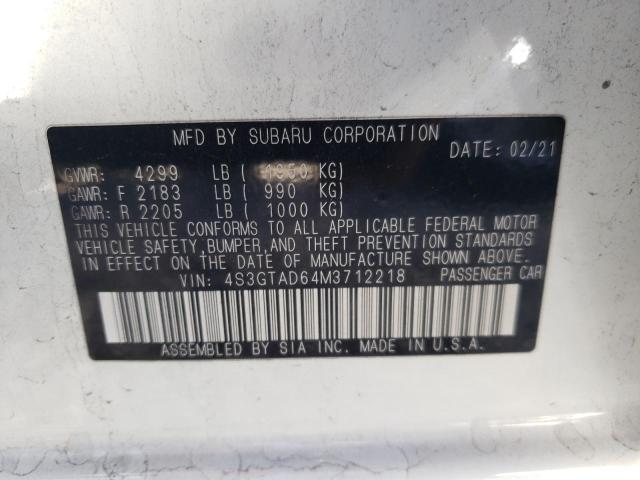 MFD BY SUBARU CORPORATION
DATE: 02/21
GVWR: 4299 LB ( 1950 KG)
GAWR: F 2183 LB ( 990 KG)
GAWR: R 2205 LB ( 1000 KG)
THIS VEHICLE CONFORMS TO ALL APPLICABLE FEDERAL MOTOR
VEHICLE SAFETY, BUMPER, AND THEFT PREVENTION STANDARDS
IN EFFECT ON THE DATE OF MANUFACTURE SHOWN ABOVE.
VIN: 4S3GTAD64M3712218 PASSENGER CAR
ASSEMBLED BY SIA INC. MADE IN U.S.A.